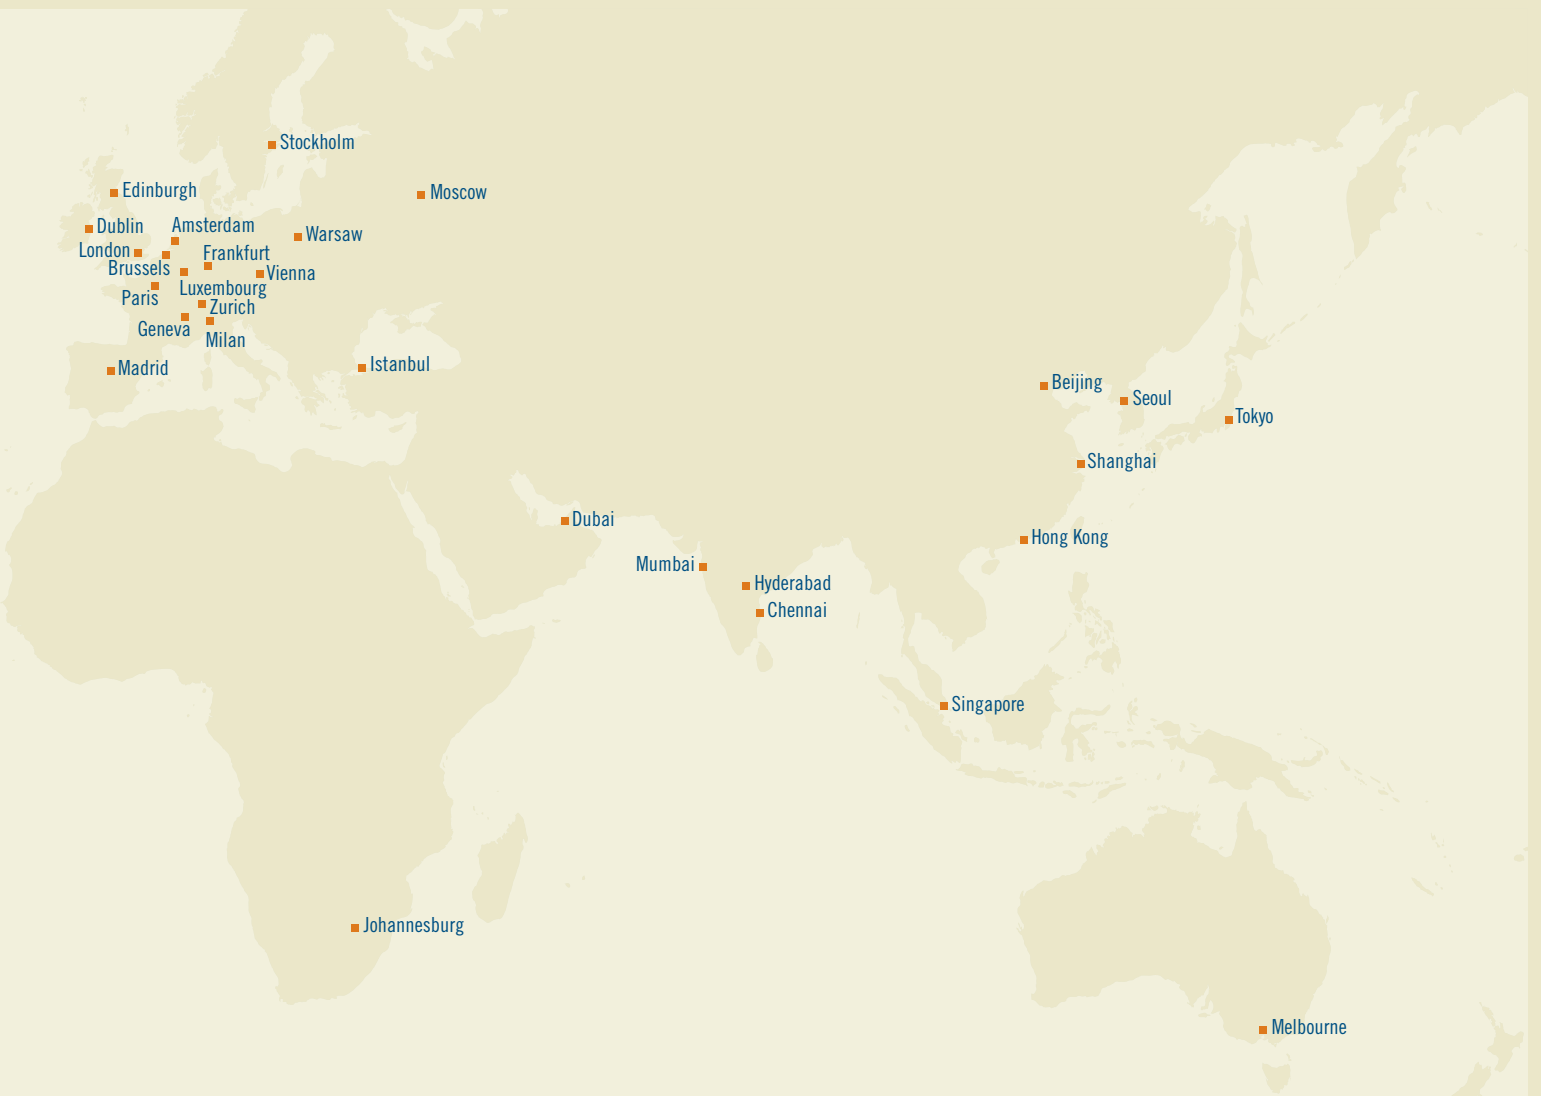 Stockholm
Edinburgh
Moscow
Dublin
Amsterdam
Warsaw
London
Frankfurt
Brussels
Vienna
Luxembourg
Paris
Zurich
Geneva
Milan
Istanbul
Madrid
Beijing
Seoul
Tokyo
Shanghai
Dubai
Hong Kong
Mumbai
Hyderabad
Chennai
Singapore
Johannesburg
Melbourne